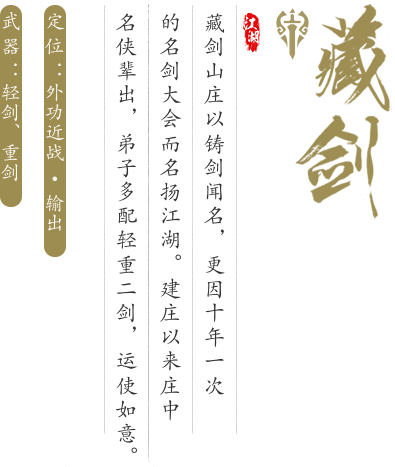 藏剑
江湖
藏剑山庄以铸剑闻名，更因十年一次
的名剑大会而名扬江湖。建庄以来庄中
名侠辈出，弟子多配轻重二剑，运使如意。
定位：外功近战·输出
武器：轻剑、重剑